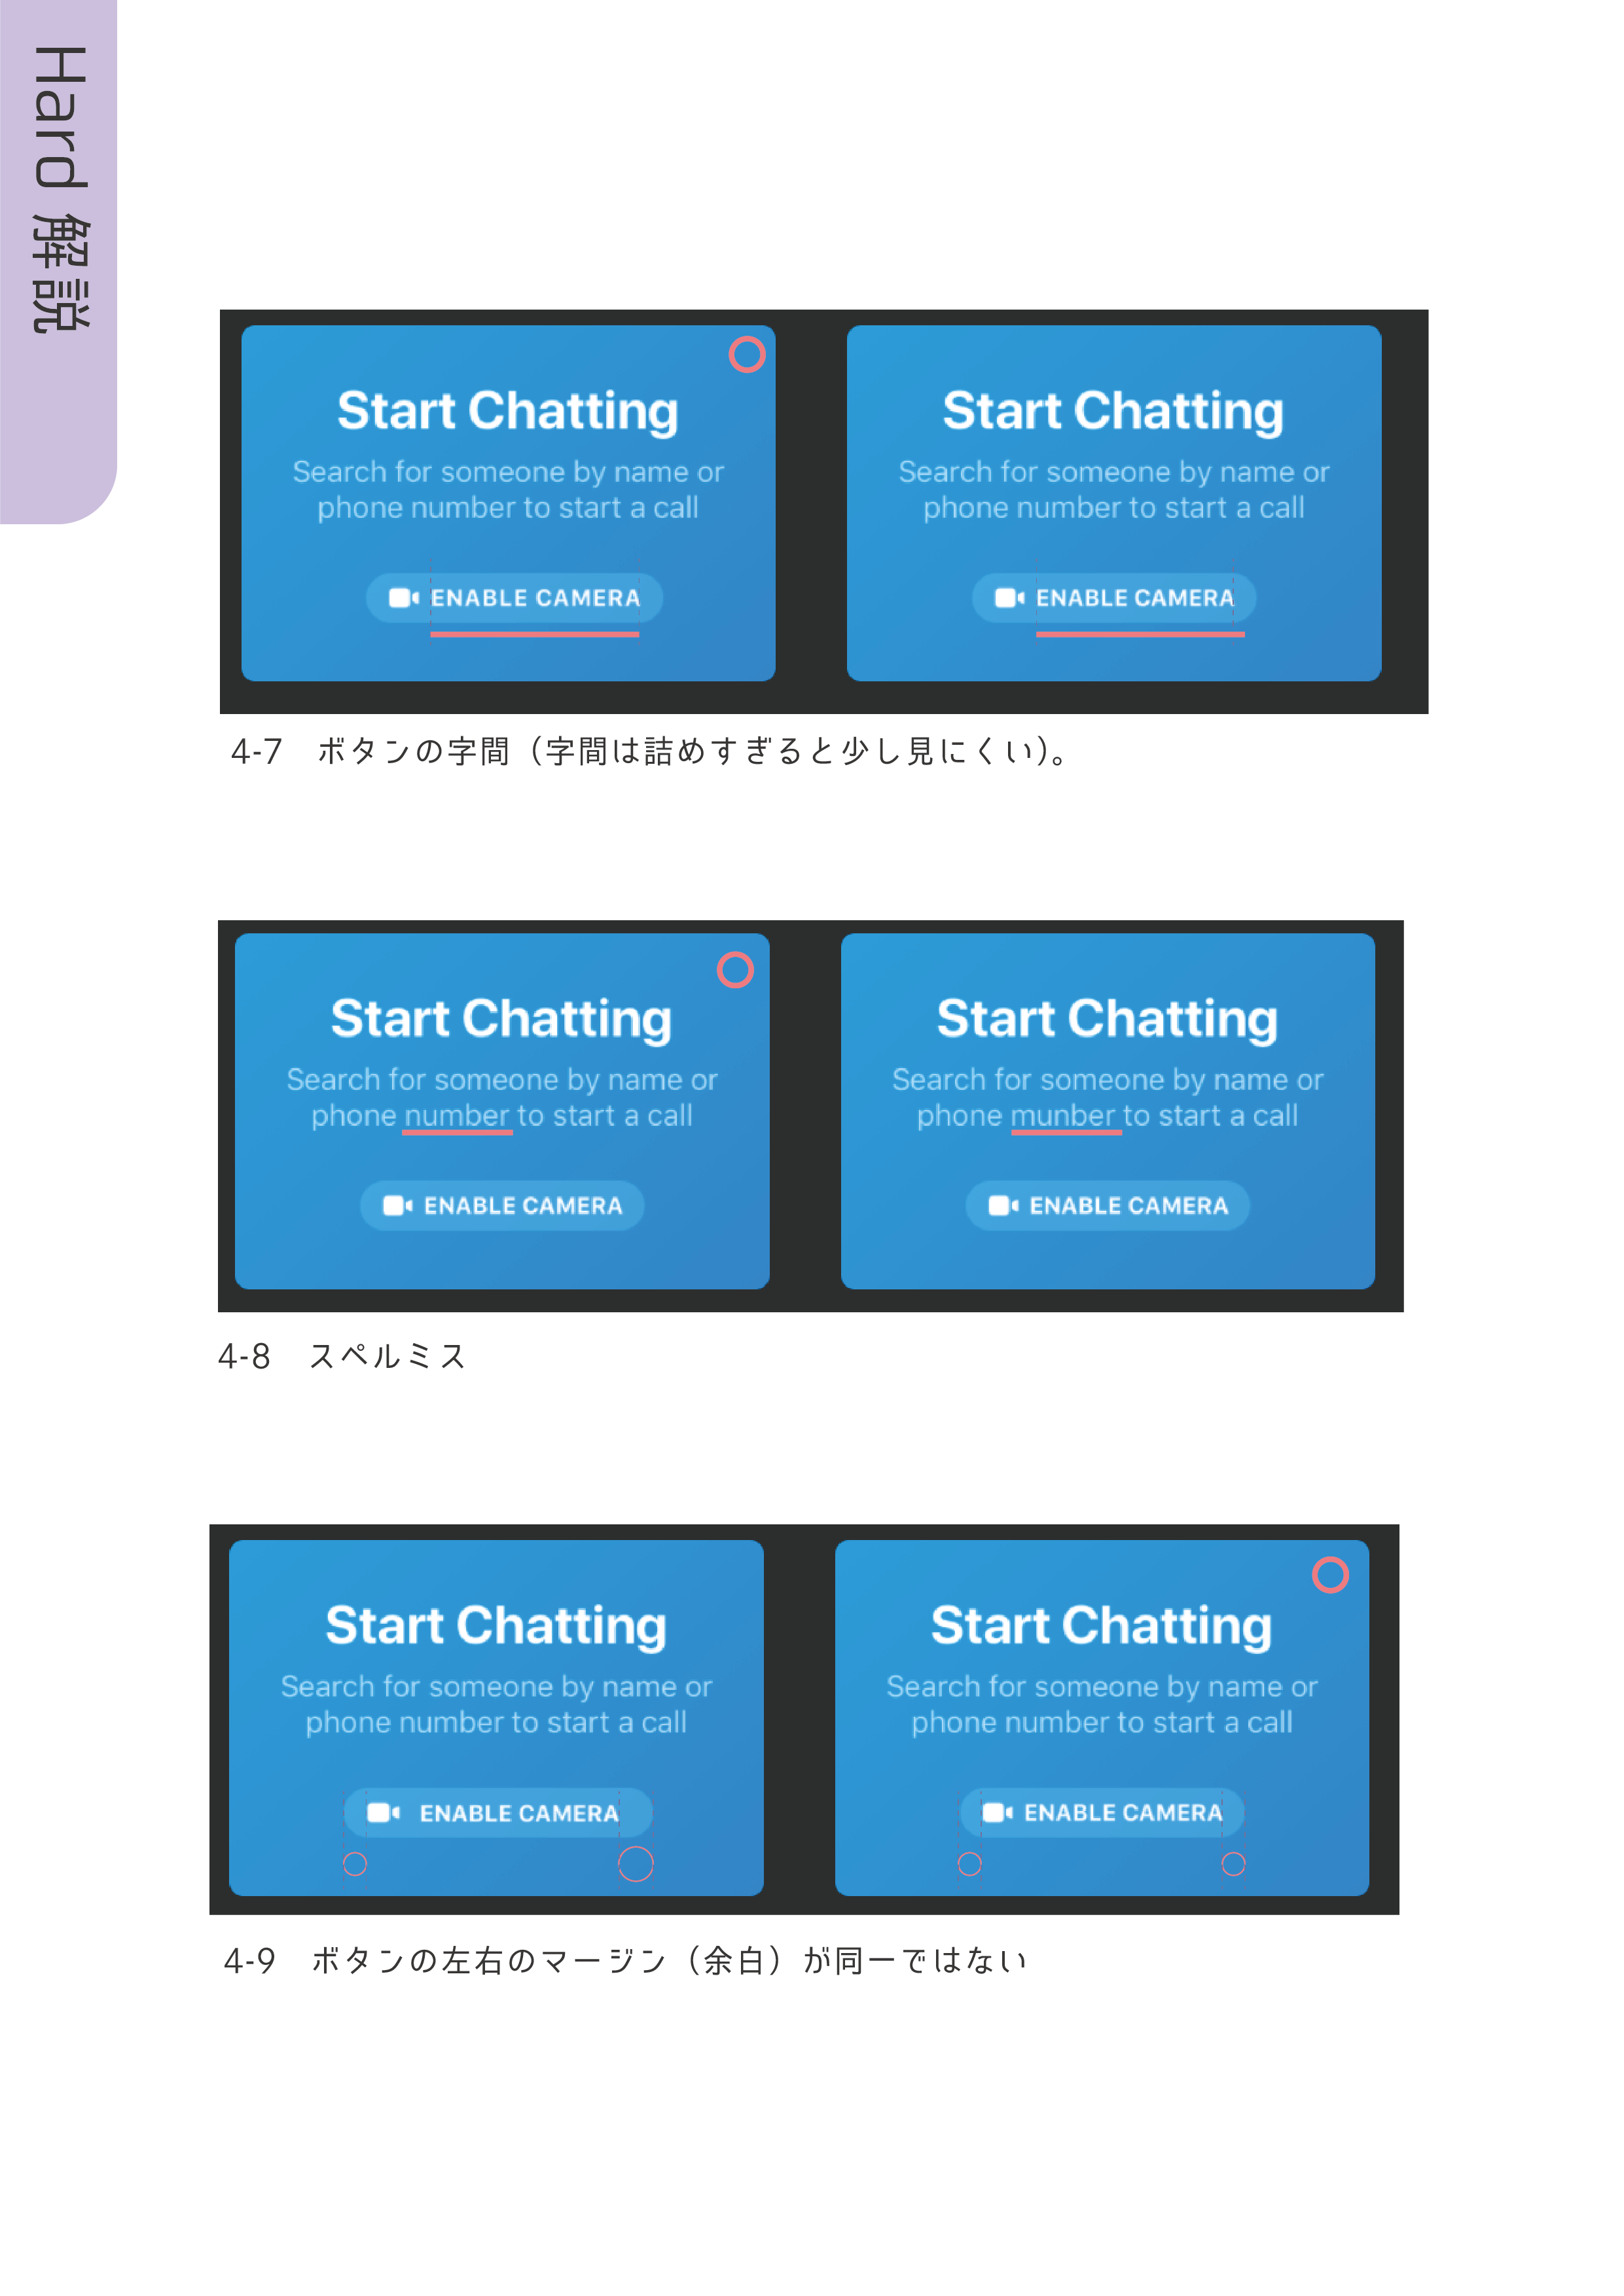 Hard 解説
Start Chatting
Search for someone by name or
phone number to start a call
ENABLE CAMERA
Start Chatting
Search for someone by name or
phone number to start a call
ENABLE CAMERA
4-7　ボタンの字間（字間は詰めすぎると少し見にくい）。
Start Chatting
Search for someone by name or
phone number to start a call
ENABLE CAMERA
Start Chatting
Search for someone by name or
phone munber to start a call
ENABLE CAMERA
4-8　スペルミス
Start Chatting
Search for someone by name or
phone number to start a call
ENABLE CAMERA
Start Chatting
Search for someone by name or
phone number to start a call
ENABLE CAMERA
4-9　ボタンの左右のマージン（余白）が同一ではない